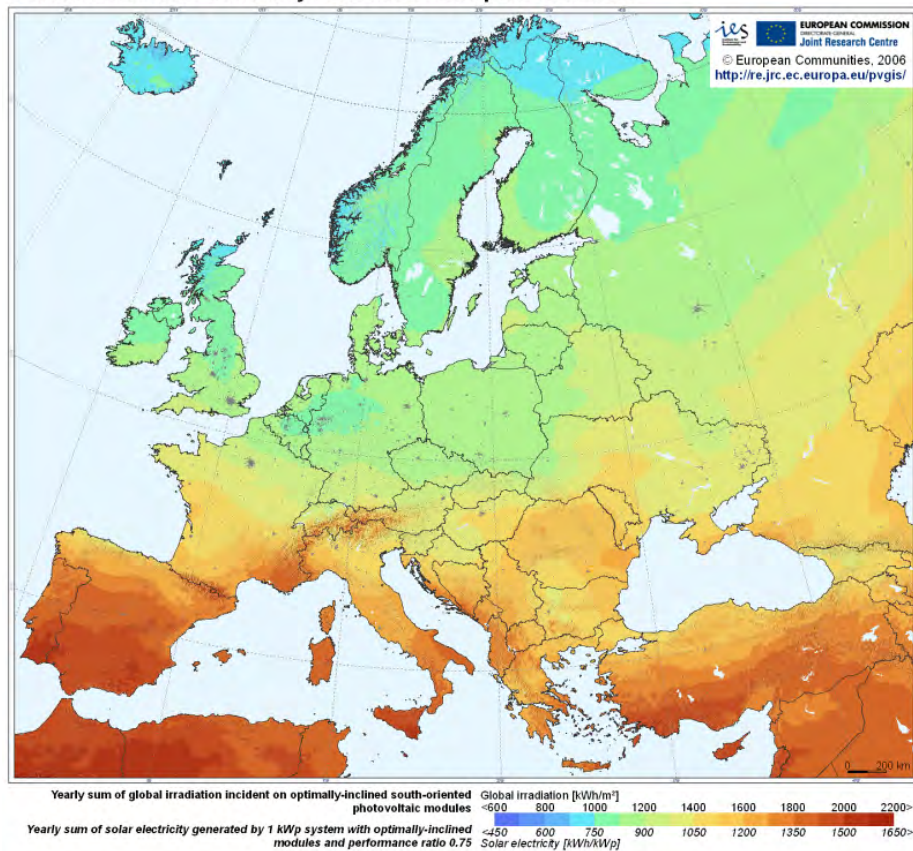 ies
EUROPEAN COMMISSION
DIRECTORATE-GENERAL
Joint Research Centre
© European Communities, 2006
http://re.jrc.ec.europa.eu/pvgis/
0 200 km
Yearly sum of global irradiation incident on optimally-inclined south-oriented
photovoltaic modules
Global irradiation [kWh/m²]
<600 800 1000 1200 1400 1600 1800 2000 2200>
Yearly sum of solar electricity generated by 1 kWp system with optimally-inclined
modules and performance ratio 0.75
<450 600 750 900 1050 1200 1350 1500 1650>
Solar electricity [kWh/kWp]